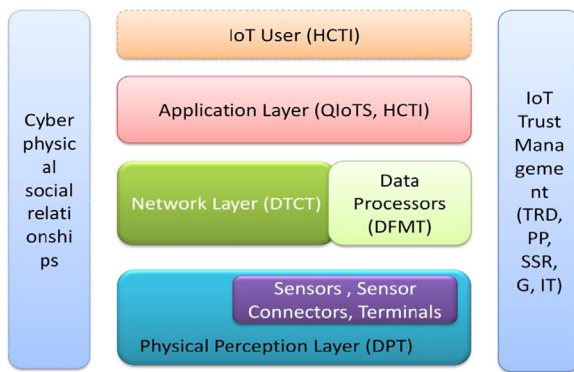 Cyber
physic
al
social
relati
onshi
ps
IoT User (HCTI)
Application Layer (QIoTS, HCTI)
Network Layer (DTCT)
Data
Processors
(DFMT)
Sensors , Sensor
Connectors, Terminals
Physical Perception Layer (DPT)
IoT
Trust
Mana
geme
nt
(TRD,
PP,
SSR,
G, IT)